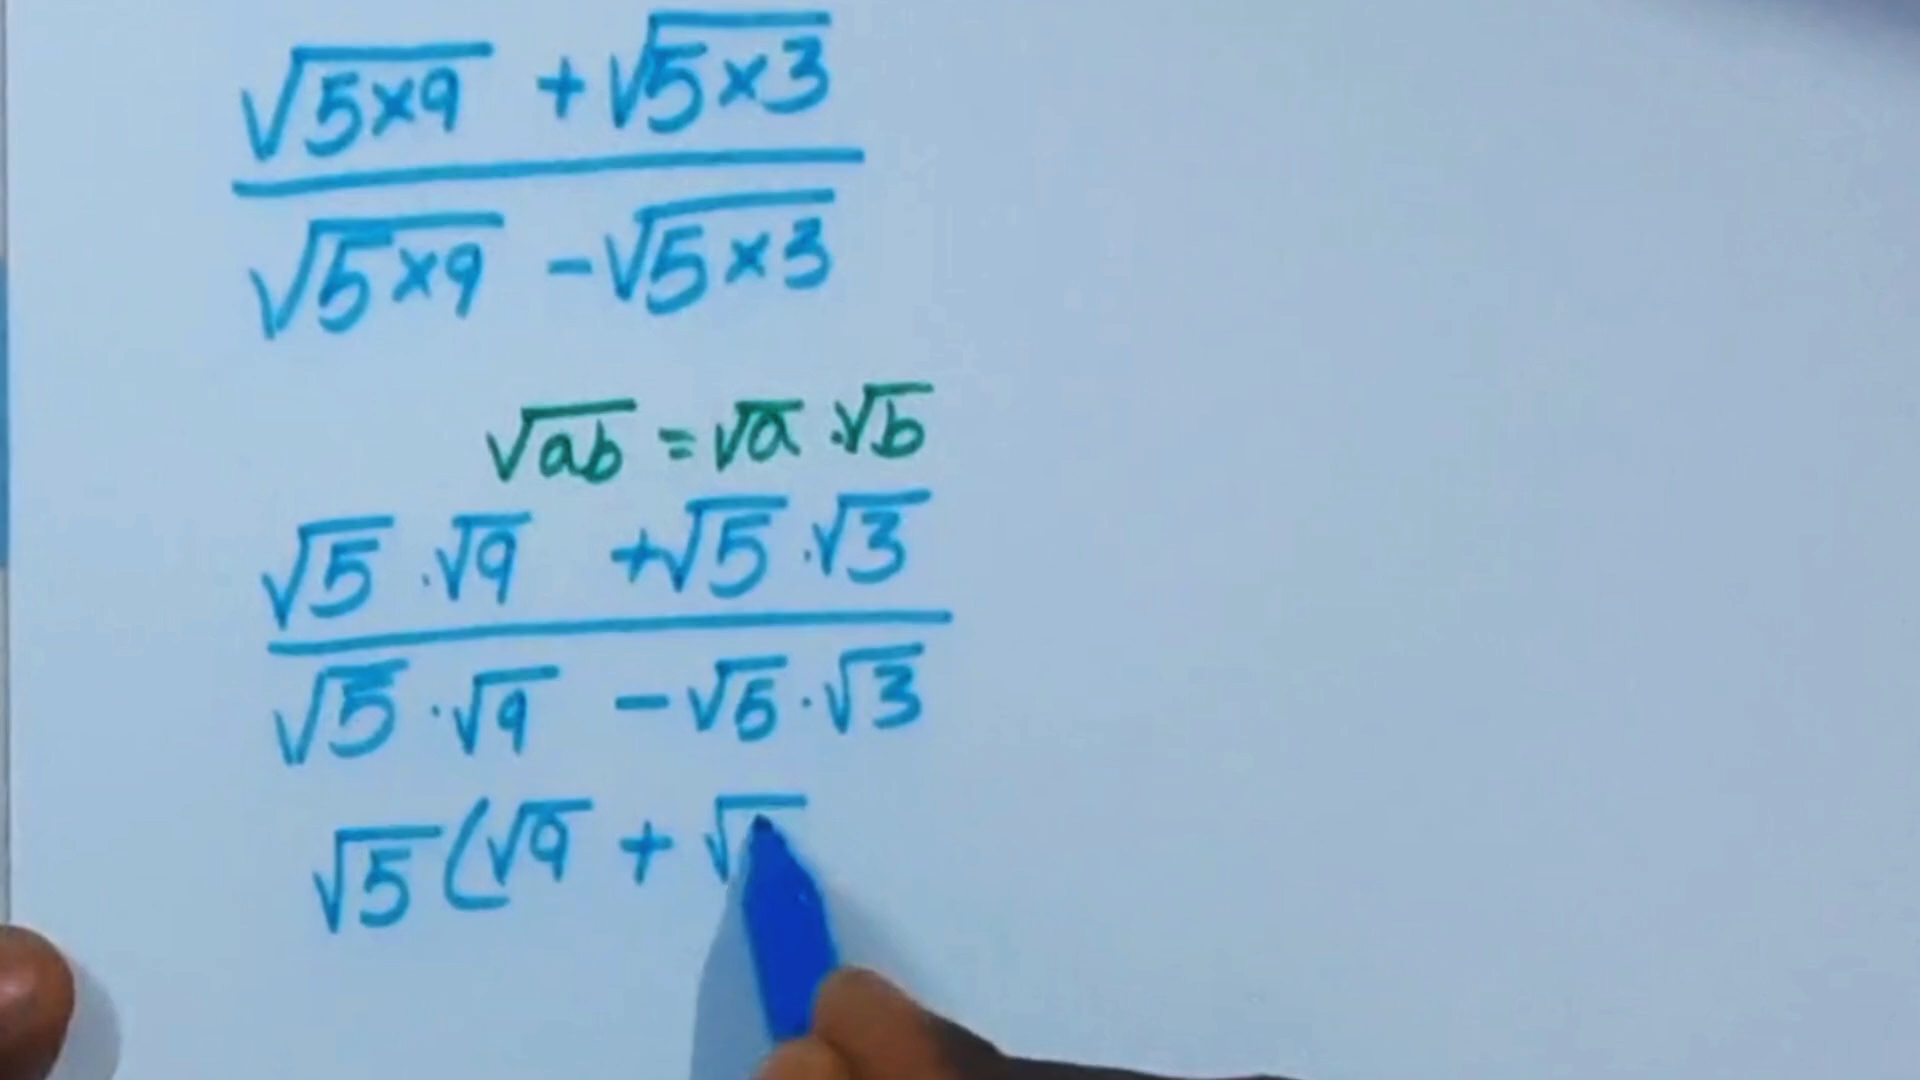 √5×9 + √5×3
√5×9 - √5×3
√ab = √a . √b
√5 . √9 + √5 . √3
√5 . √9 - √5 . √3
√5 (√9 + √